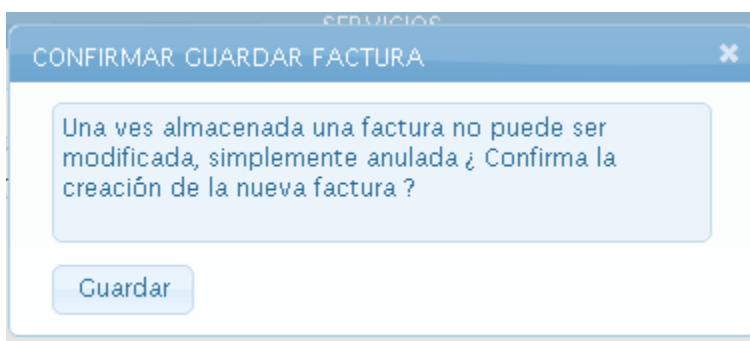 SERVICIOS
CONFIRMAR GUARDAR FACTURA
Una ves almacenada una factura no puede ser
modificada, simplemente anulada ¿ Confirma la
creación de la nueva factura ?
Guardar